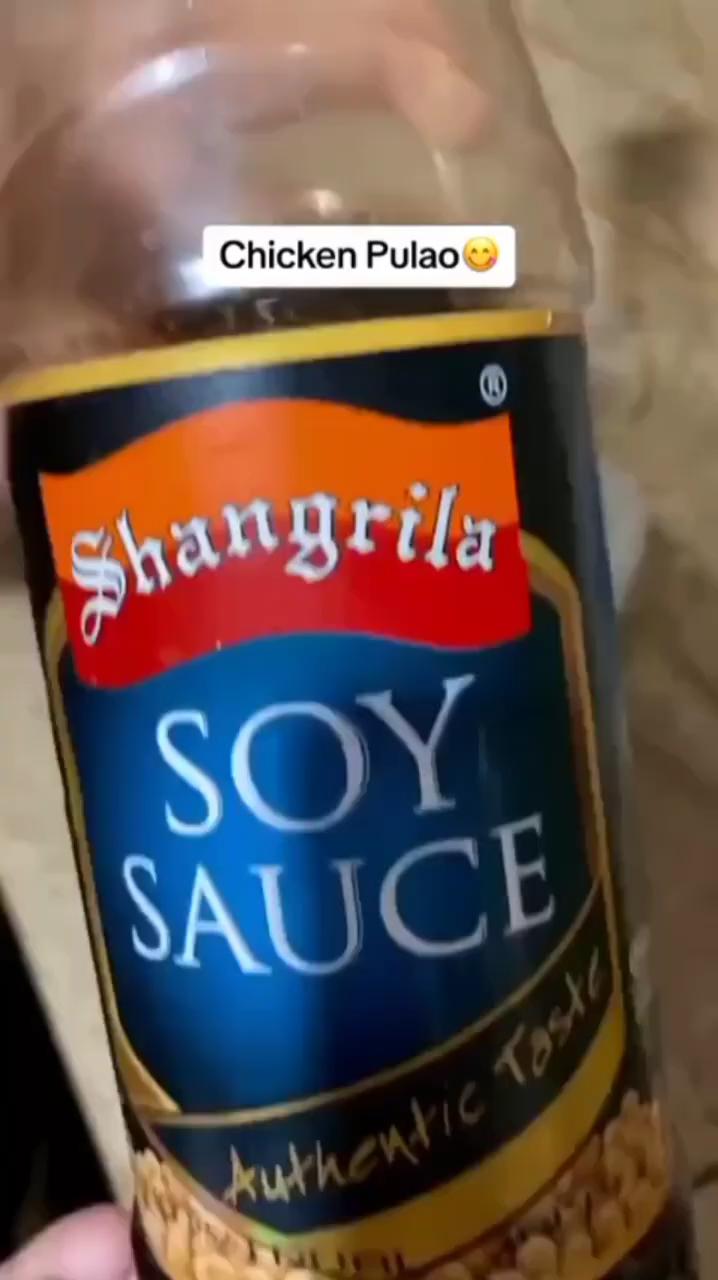 Chicken Pulao😋
®
Shangrila
SOY
SAUCE
Authentic Taste